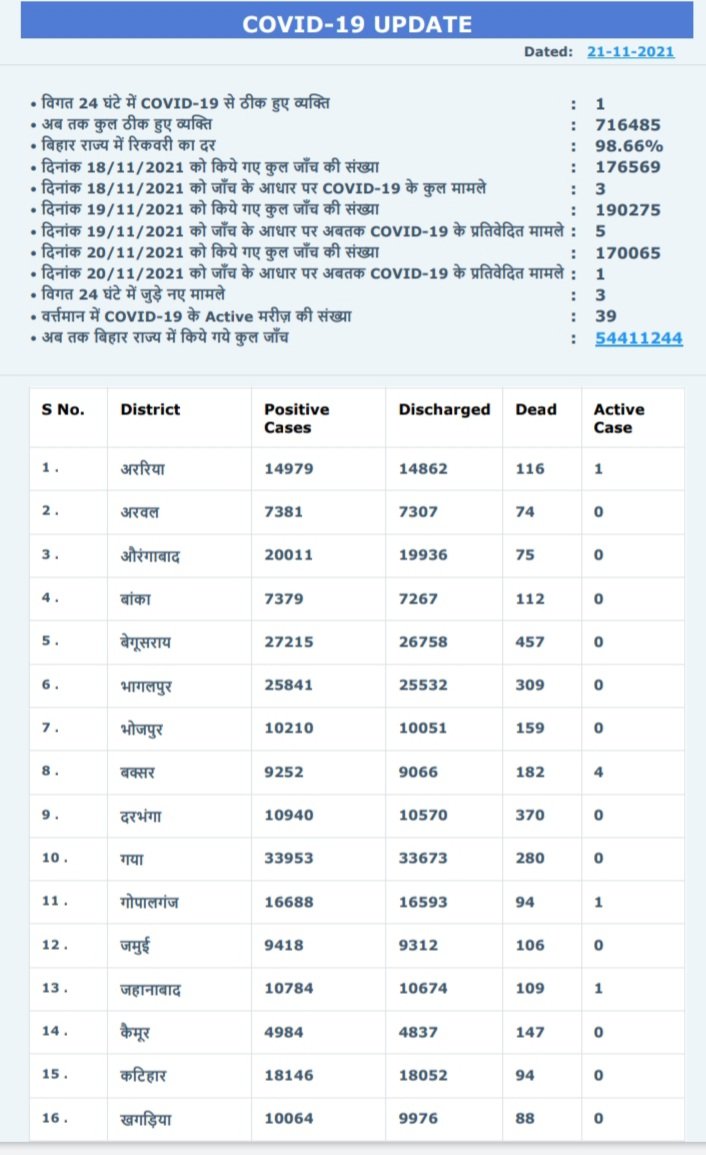 COVID-19 UPDATE
Dated: 21-11-2021
• विगत 24 घंटे में COVID-19 से ठीक हुए व्यक्ति : 1
• अब तक कुल ठीक हुए व्यक्ति : 716485
• बिहार राज्य में रिकवरी का दर : 98.66%
• दिनांक 18/11/2021 को किये गए कुल जाँच की संख्या : 176569
• दिनांक 18/11/2021 को जाँच के आधार पर COVID-19 के कुल मामले : 3
• दिनांक 19/11/2021 को किये गए कुल जाँच की संख्या : 190275
• दिनांक 19/11/2021 को जाँच के आधार पर अबतक COVID-19 के प्रतिवेदित मामले : 5
• दिनांक 20/11/2021 को किये गए कुल जाँच की संख्या : 170065
• दिनांक 20/11/2021 को जाँच के आधार पर अबतक COVID-19 के प्रतिवेदित मामले : 1
• विगत 24 घंटे में जुड़े नए मामले : 3
• वर्त्तमान में COVID-19 के Active मरीज़ की संख्या : 39
• अब तक बिहार राज्य में किये गये कुल जाँच : 54411244
S No. District Positive Cases Discharged Dead Active Case
1 . अररिया 14979 14862 116 1
2 . अरवल 7381 7307 74 0
3 . औरंगाबाद 20011 19936 75 0
4 . बांका 7379 7267 112 0
5 . बेगूसराय 27215 26758 457 0
6 . भागलपुर 25841 25532 309 0
7 . भोजपुर 10210 10051 159 0
8 . बक्सर 9252 9066 182 4
9 . दरभंगा 10940 10570 370 0
10 . गया 33953 33673 280 0
11 . गोपालगंज 16688 16593 94 1
12 . जमुई 9418 9312 106 0
13 . जहानाबाद 10784 10674 109 1
14 . कैमूर 4984 4837 147 0
15 . कटिहार 18146 18052 94 0
16 . खगड़िया 10064 9976 88 0